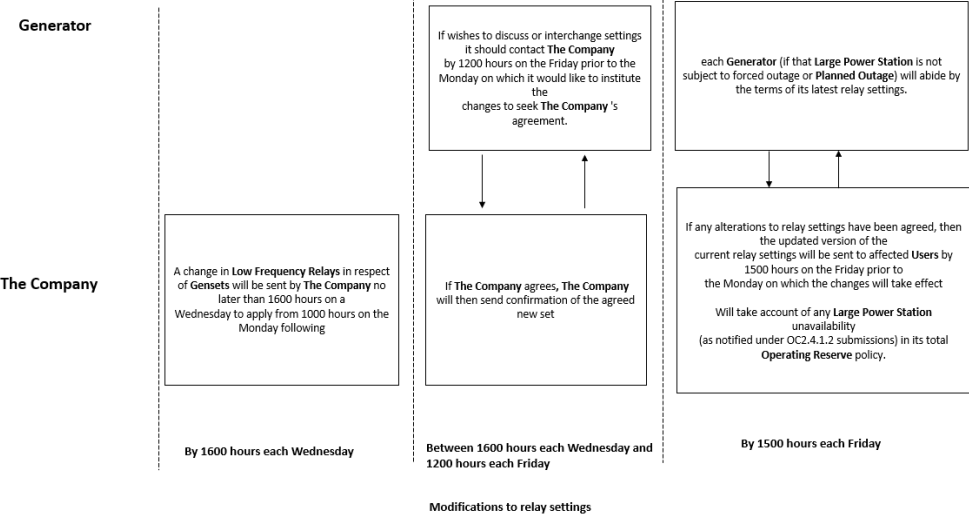 Generator
If wishes to discuss or interchange settings
it should contact The Company
by 1200 hours on the Friday prior to the
Monday on which it would like to institute
the
changes to seek The Company 's
agreement.
each Generator (if that Large Power Station is not
subject to forced outage or Planned Outage) will abide by
the terms of its latest relay settings.
The Company
A change in Low Frequency Relays in respect
of Gensets will be sent by The Company no
later than 1600 hours on a
Wednesday to apply from 1000 hours on the
Monday following
If The Company agrees, The Company
will then send confirmation of the agreed
new set
If any alterations to relay settings have been agreed, then
the updated version of the
current relay settings will be sent to affected Users by
1500 hours on the Friday prior to
the Monday on which the changes will take effect
Will take account of any Large Power Station
unavailability
(as notified under OC2.4.1.2 submissions) in its total
Operating Reserve policy.
By 1600 hours each Wednesday
Between 1600 hours each Wednesday and
1200 hours each Friday
By 1500 hours each Friday
Modifications to relay settings